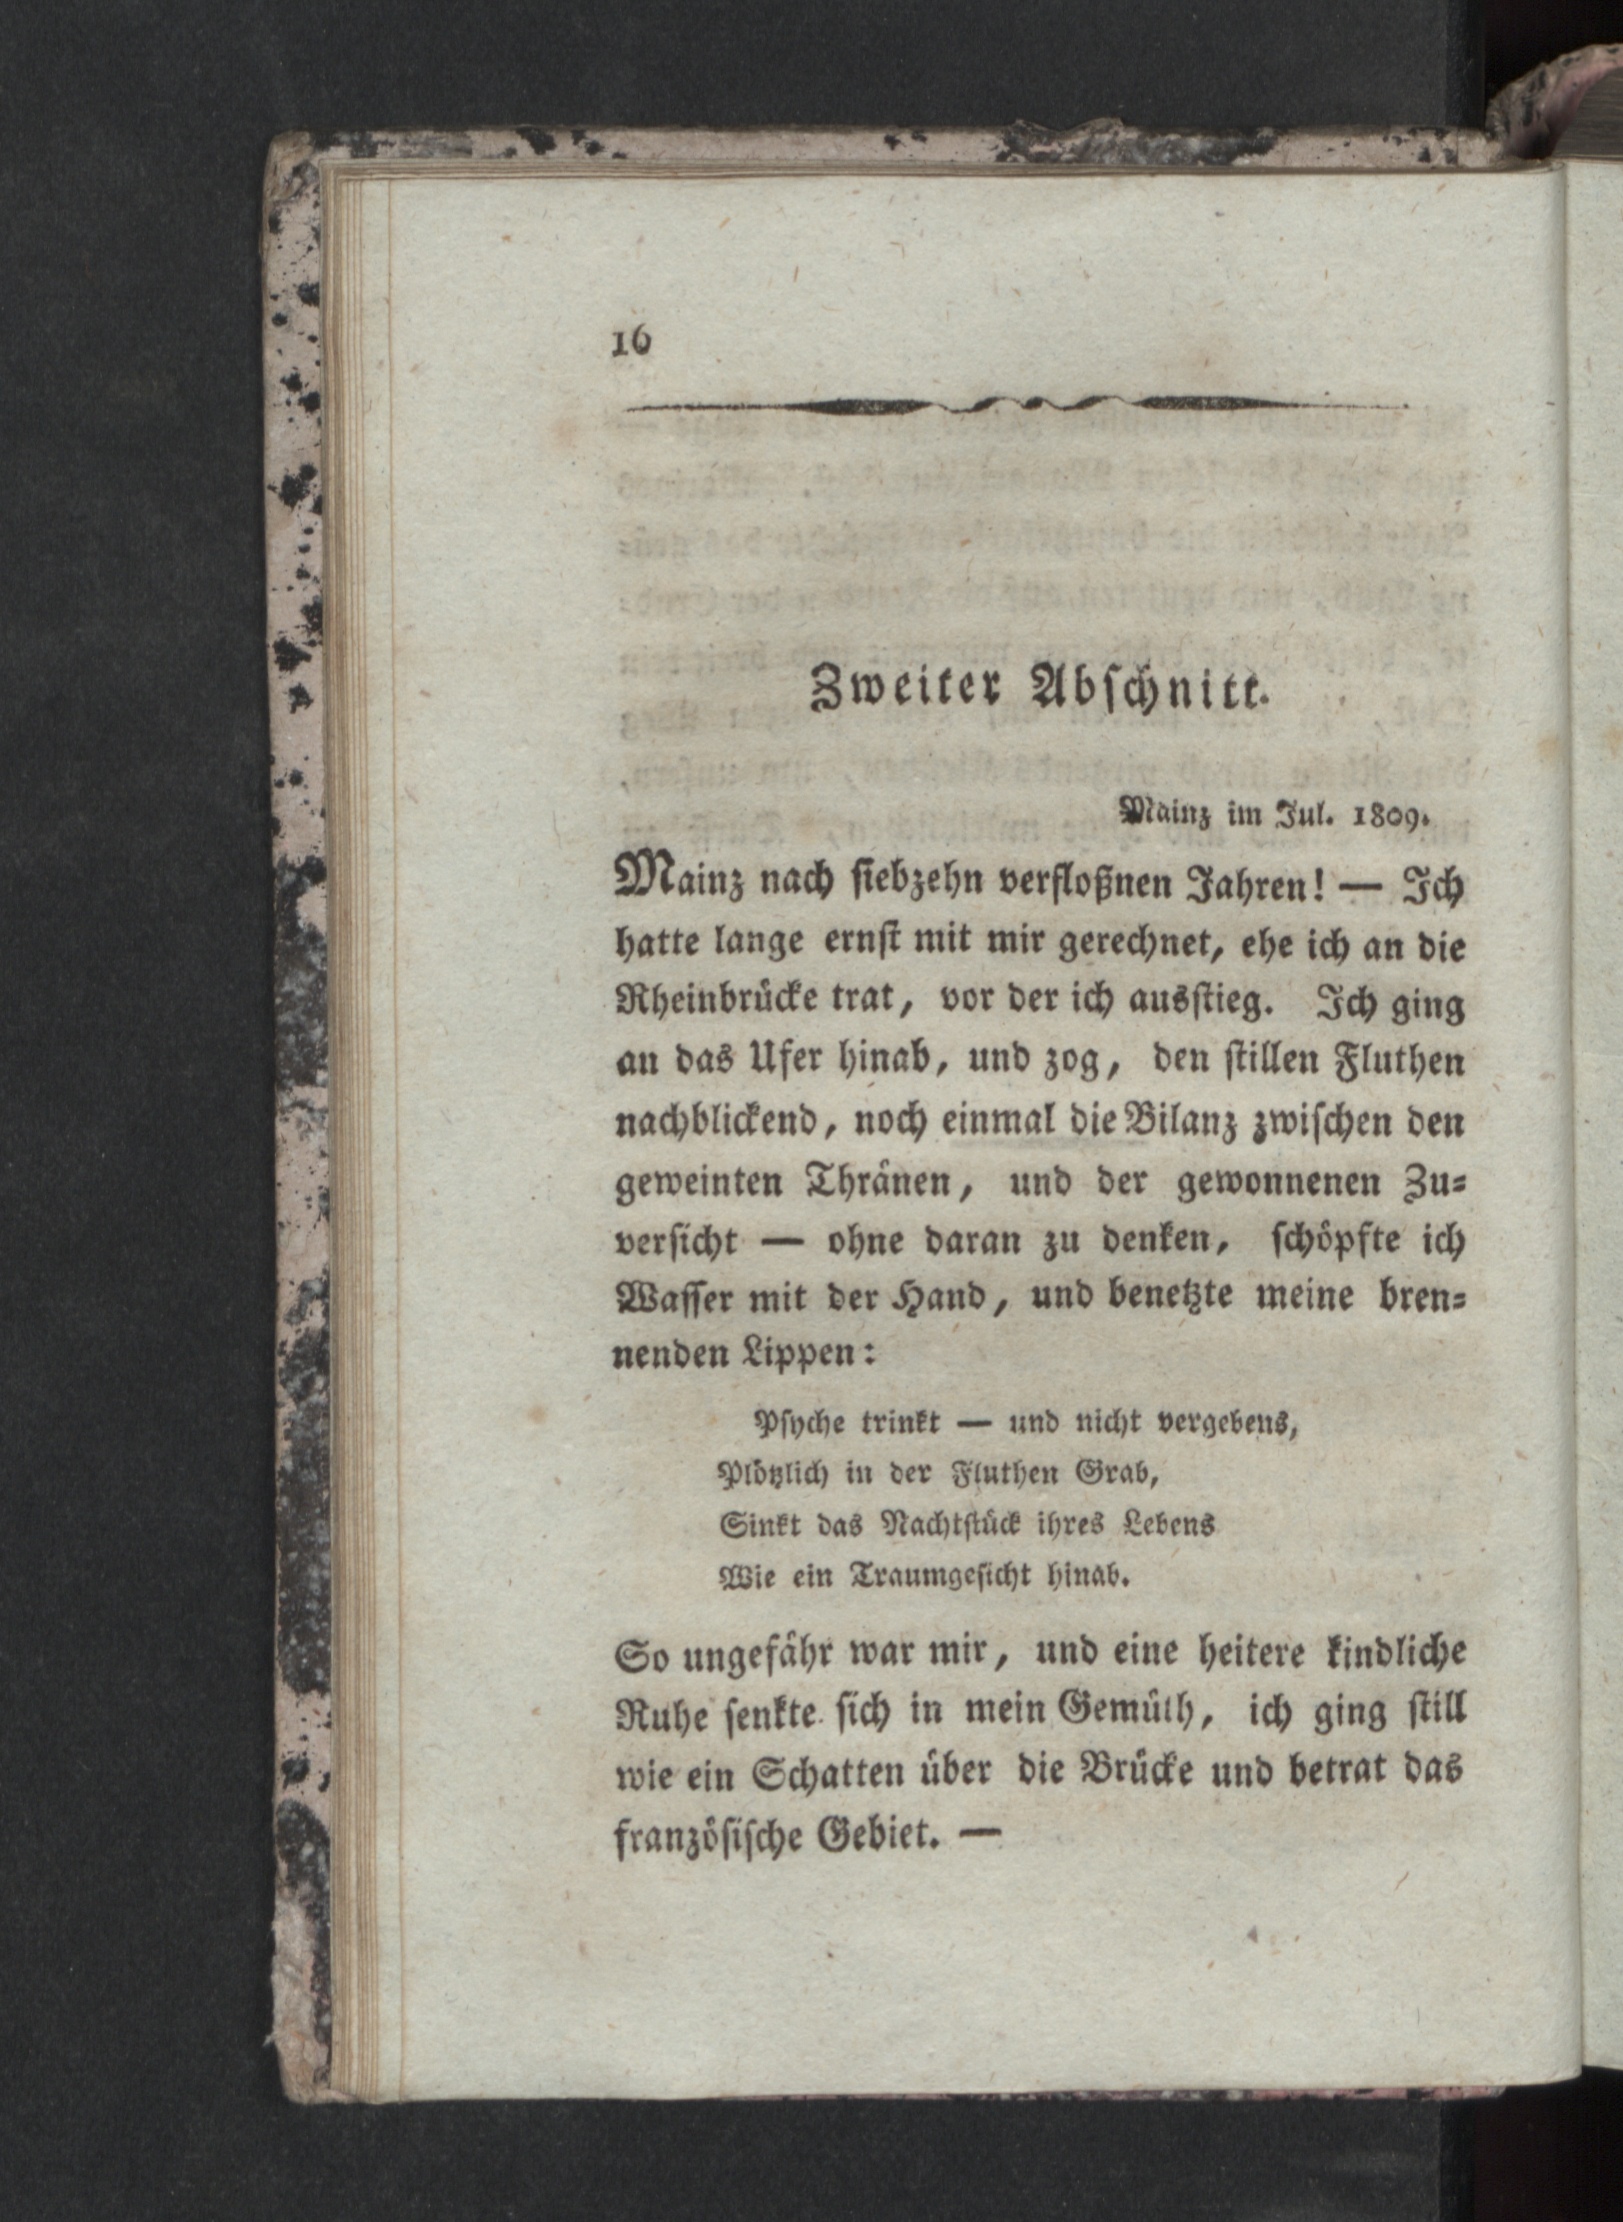 16
Zweiter Abschnitt.
Mainz im Jul. 1809.
Mainz nach siebzehn verfloßnen Jahren! — Ich
hatte lange ernst mit mir gerechnet, ehe ich an die
Rheinbrücke trat, vor der ich ausstieg. Ich ging
an das Ufer hinab, und zog, den stillen Fluthen
nachblickend, noch einmal die Bilanz zwischen den
geweinten Thränen, und der gewonnenen Zu-
versicht — ohne daran zu denken, schöpfte ich
Wasser mit der Hand, und benetzte meine bren-
nenden Lippen:
Psyche trinkt — und nicht vergebens,
Plötzlich in der Fluthen Grab,
Sinkt das Nachtstück ihres Lebens
Wie ein Traumgesicht hinab.
So ungefähr war mir, und eine heitere kindliche
Ruhe senkte sich in mein Gemüth, ich ging still
wie ein Schatten über die Brücke und betrat das
französische Gebiet. —